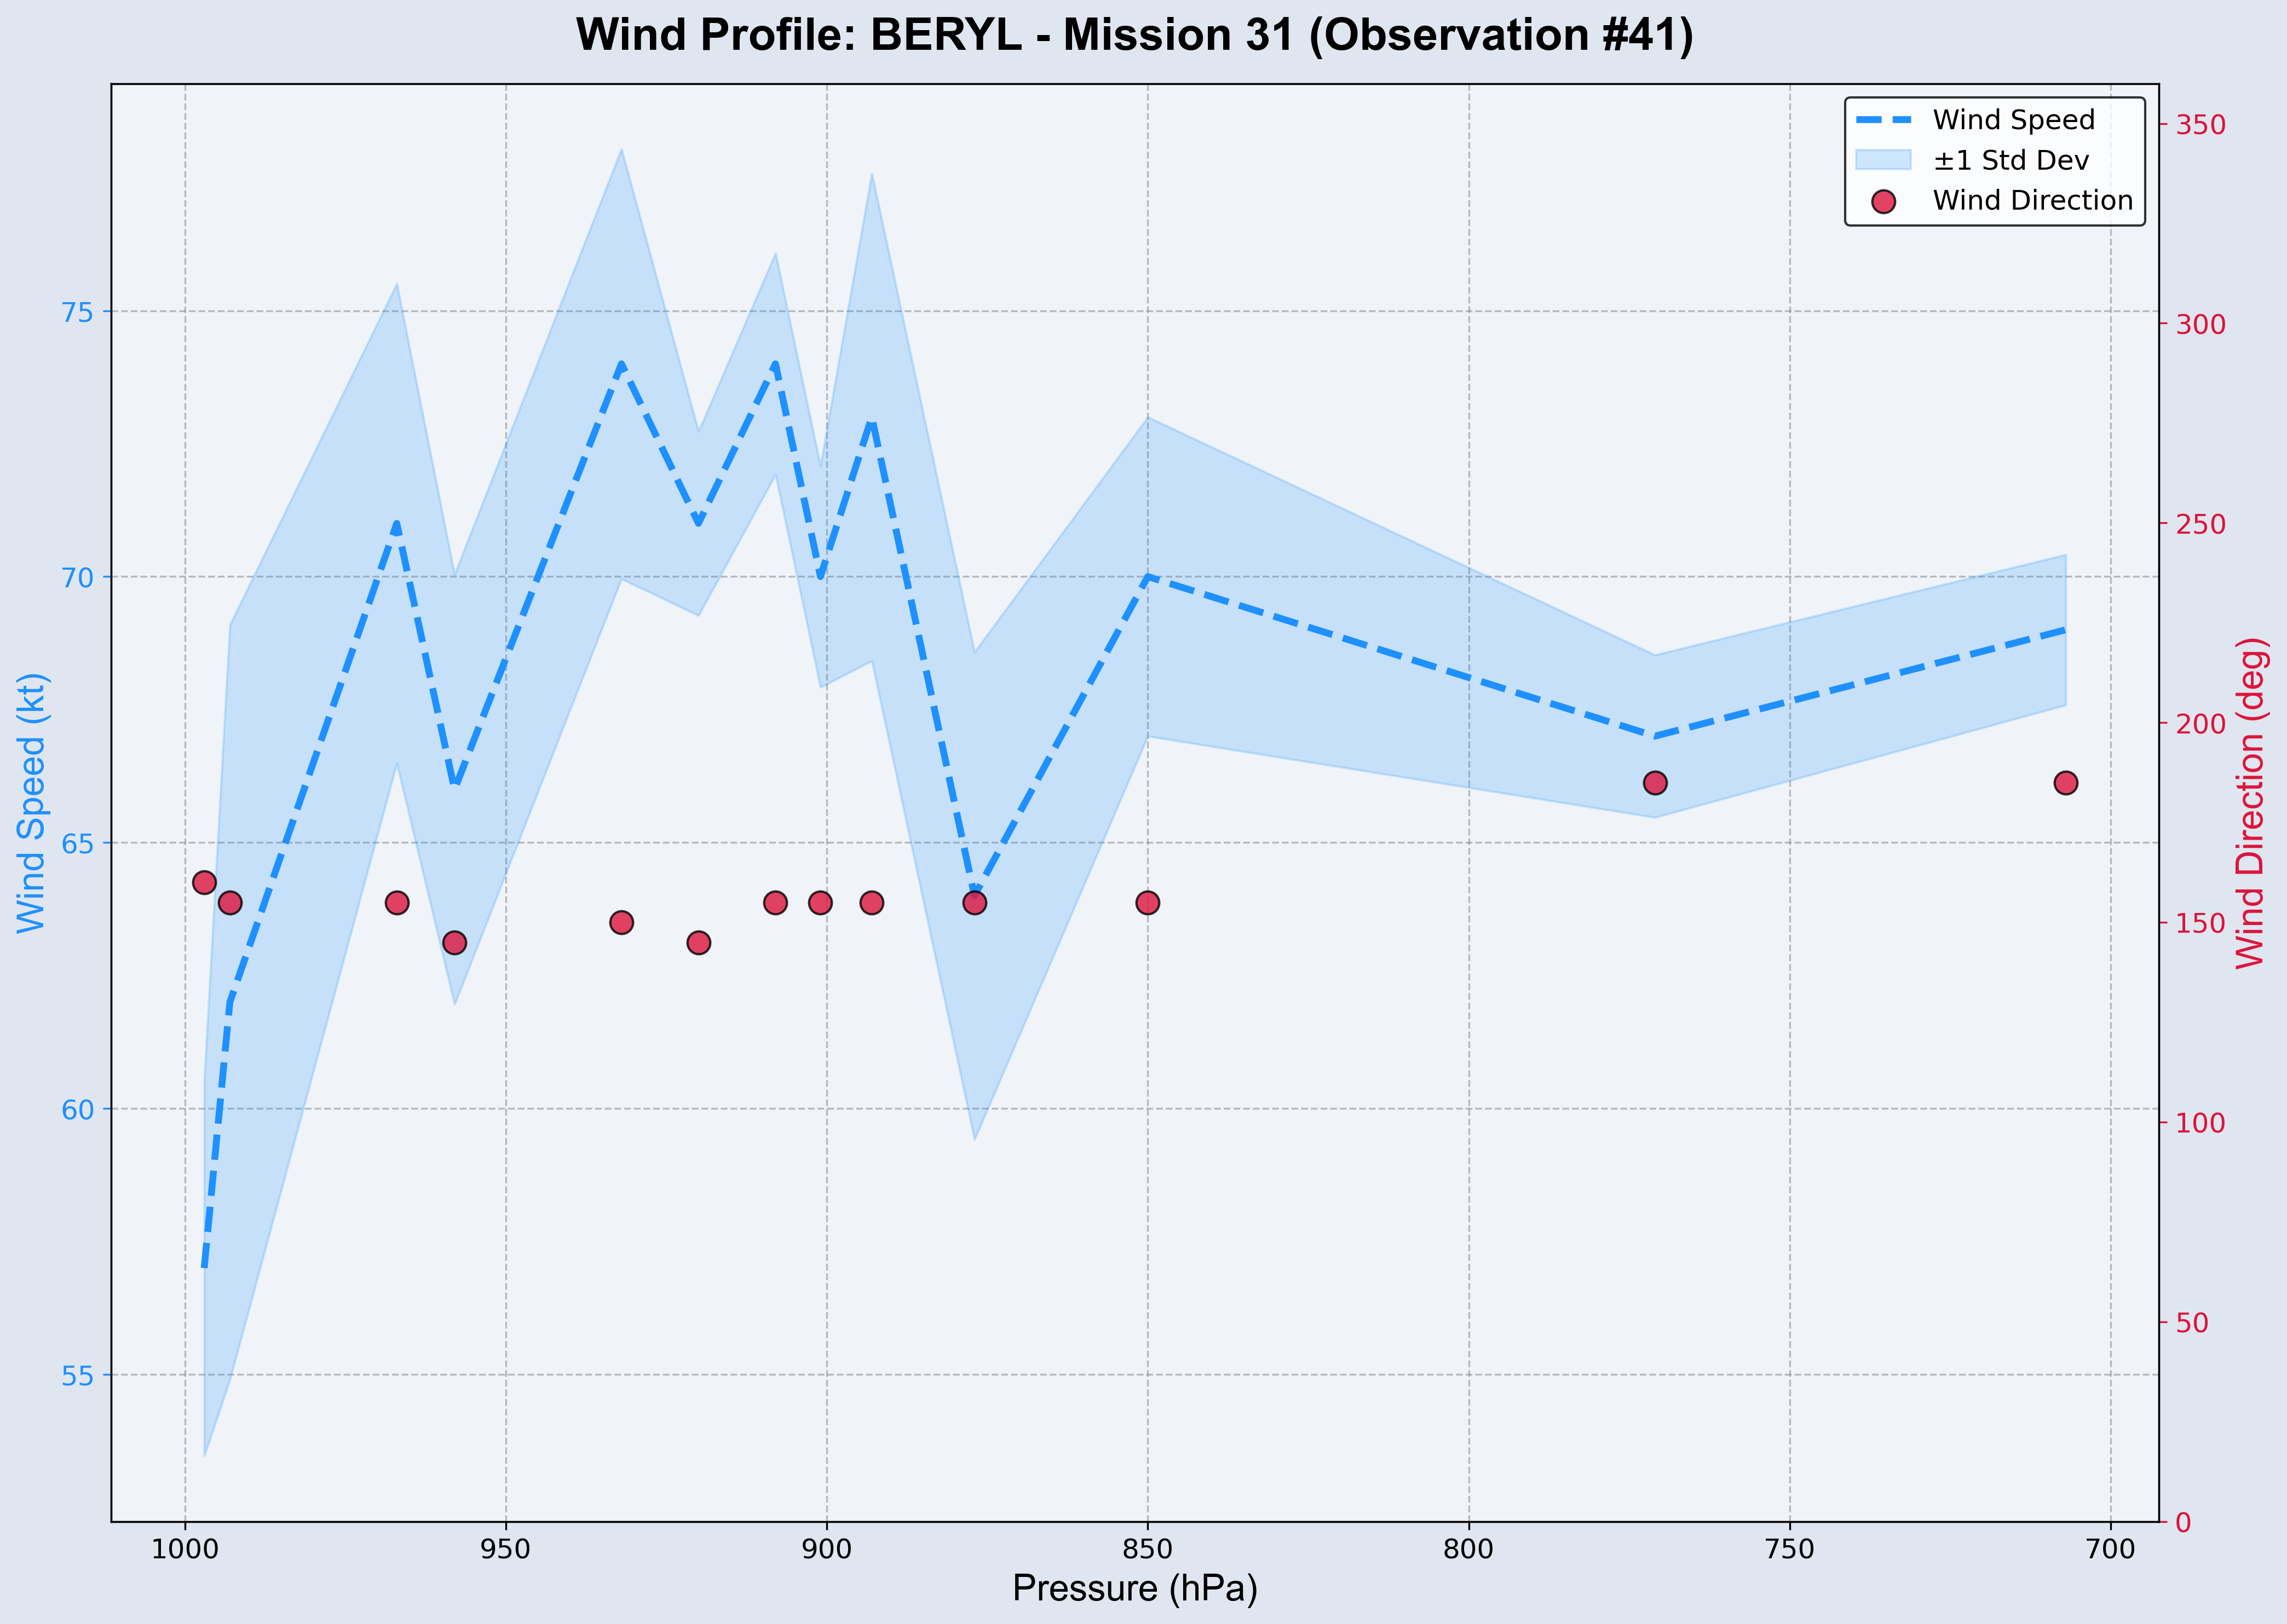 Wind Profile: BERYL - Mission 31 (Observation #41)
Wind Speed
±1 Std Dev
Wind Direction
75
70
65
60
55
Wind Speed (kt)
350
300
250
200
150
100
50
0
Wind Direction (deg)
1000 950 900 850 800 750 700
Pressure (hPa)